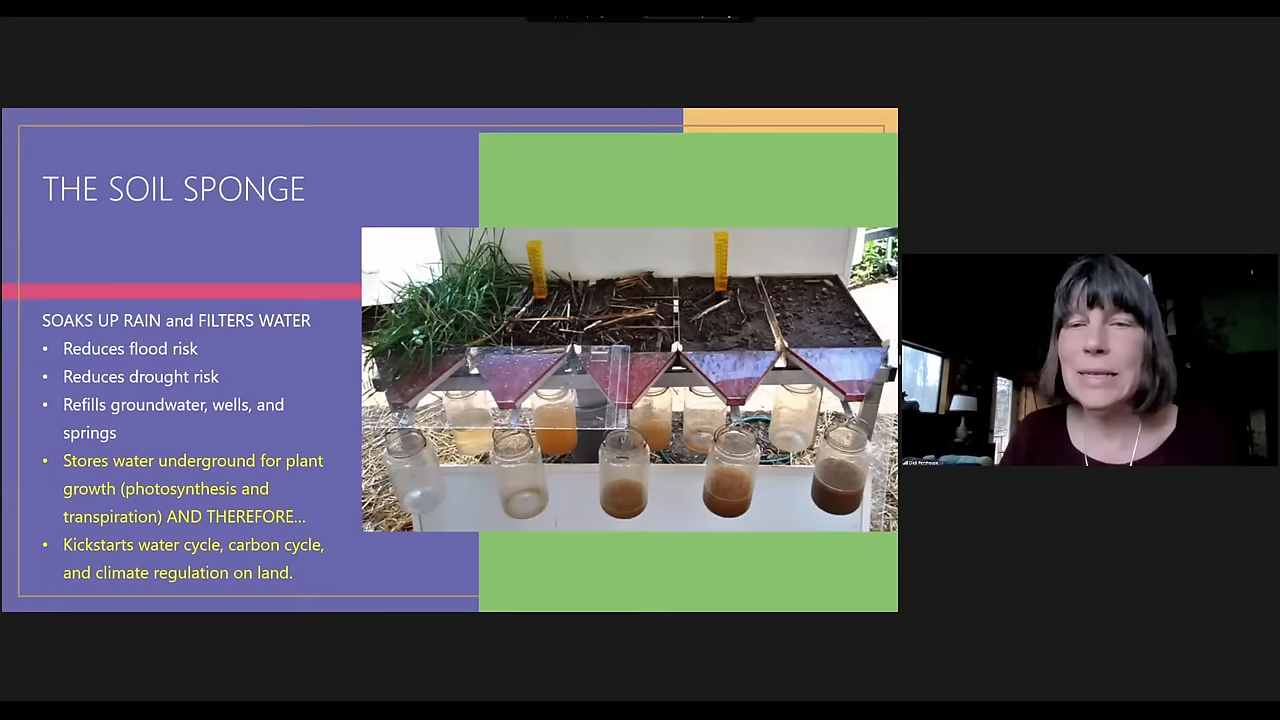 THE SOIL SPONGE
SOAKS UP RAIN and FILTERS WATER
• Reduces flood risk
• Reduces drought risk
• Refills groundwater, wells, and
springs
• Stores water underground for plant
growth (photosynthesis and
transpiration) AND THEREFORE...
• Kickstarts water cycle, carbon cycle,
and climate regulation on land.